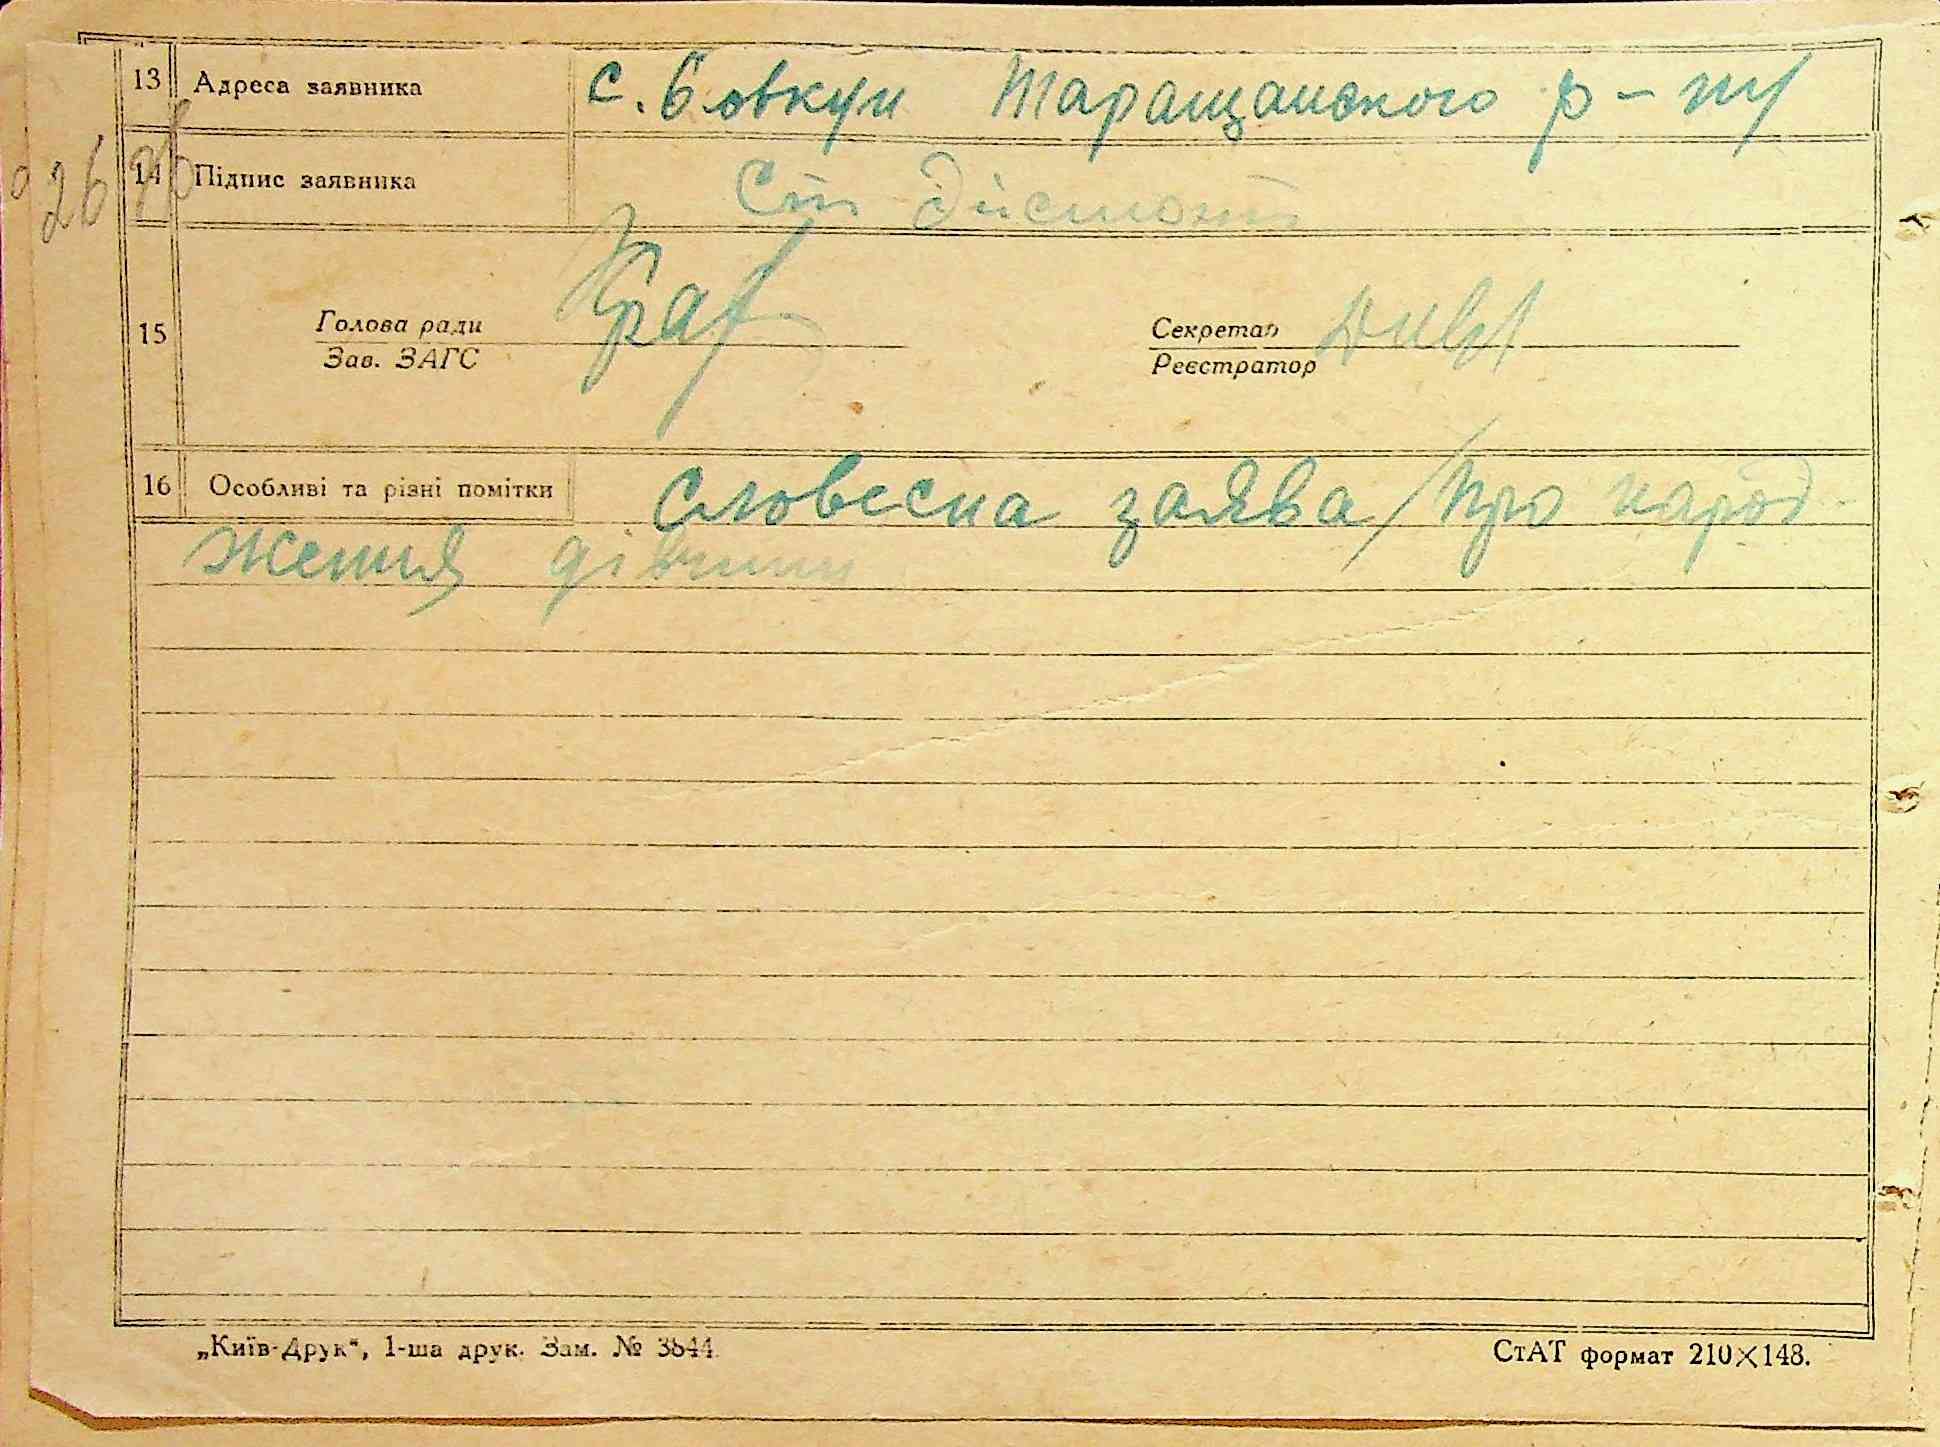 13 Адреса заявника с. Бовкун Таращанского р-ну
14 Підпис заявника
26
15 Голова ради Секретар
Зав. ЗАГС Реєстратор
16 Особливі та різні помітки словесна заява / про народ-
ження дівчини
„Київ-Друк“, 1-ша друк. Зам. № 3844 СтАТ формат 210×148.